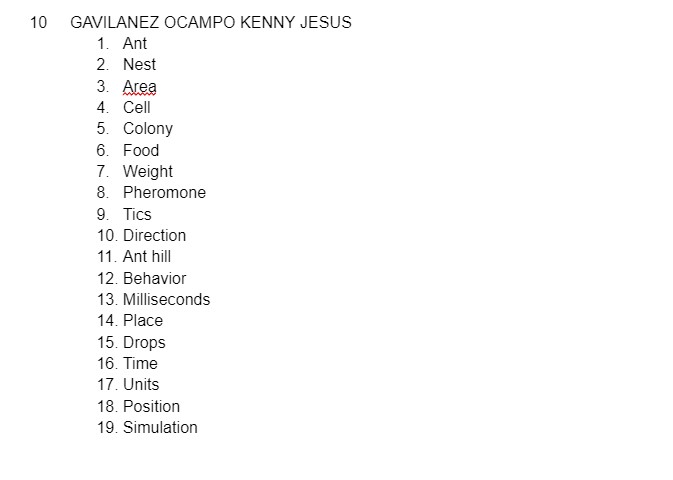 10 GAVILANEZ OCAMPO KENNY JESUS
1. Ant
2. Nest
3. Area
4. Cell
5. Colony
6. Food
7. Weight
8. Pheromone
9. Tics
10. Direction
11. Ant hill
12. Behavior
13. Milliseconds
14. Place
15. Drops
16. Time
17. Units
18. Position
19. Simulation